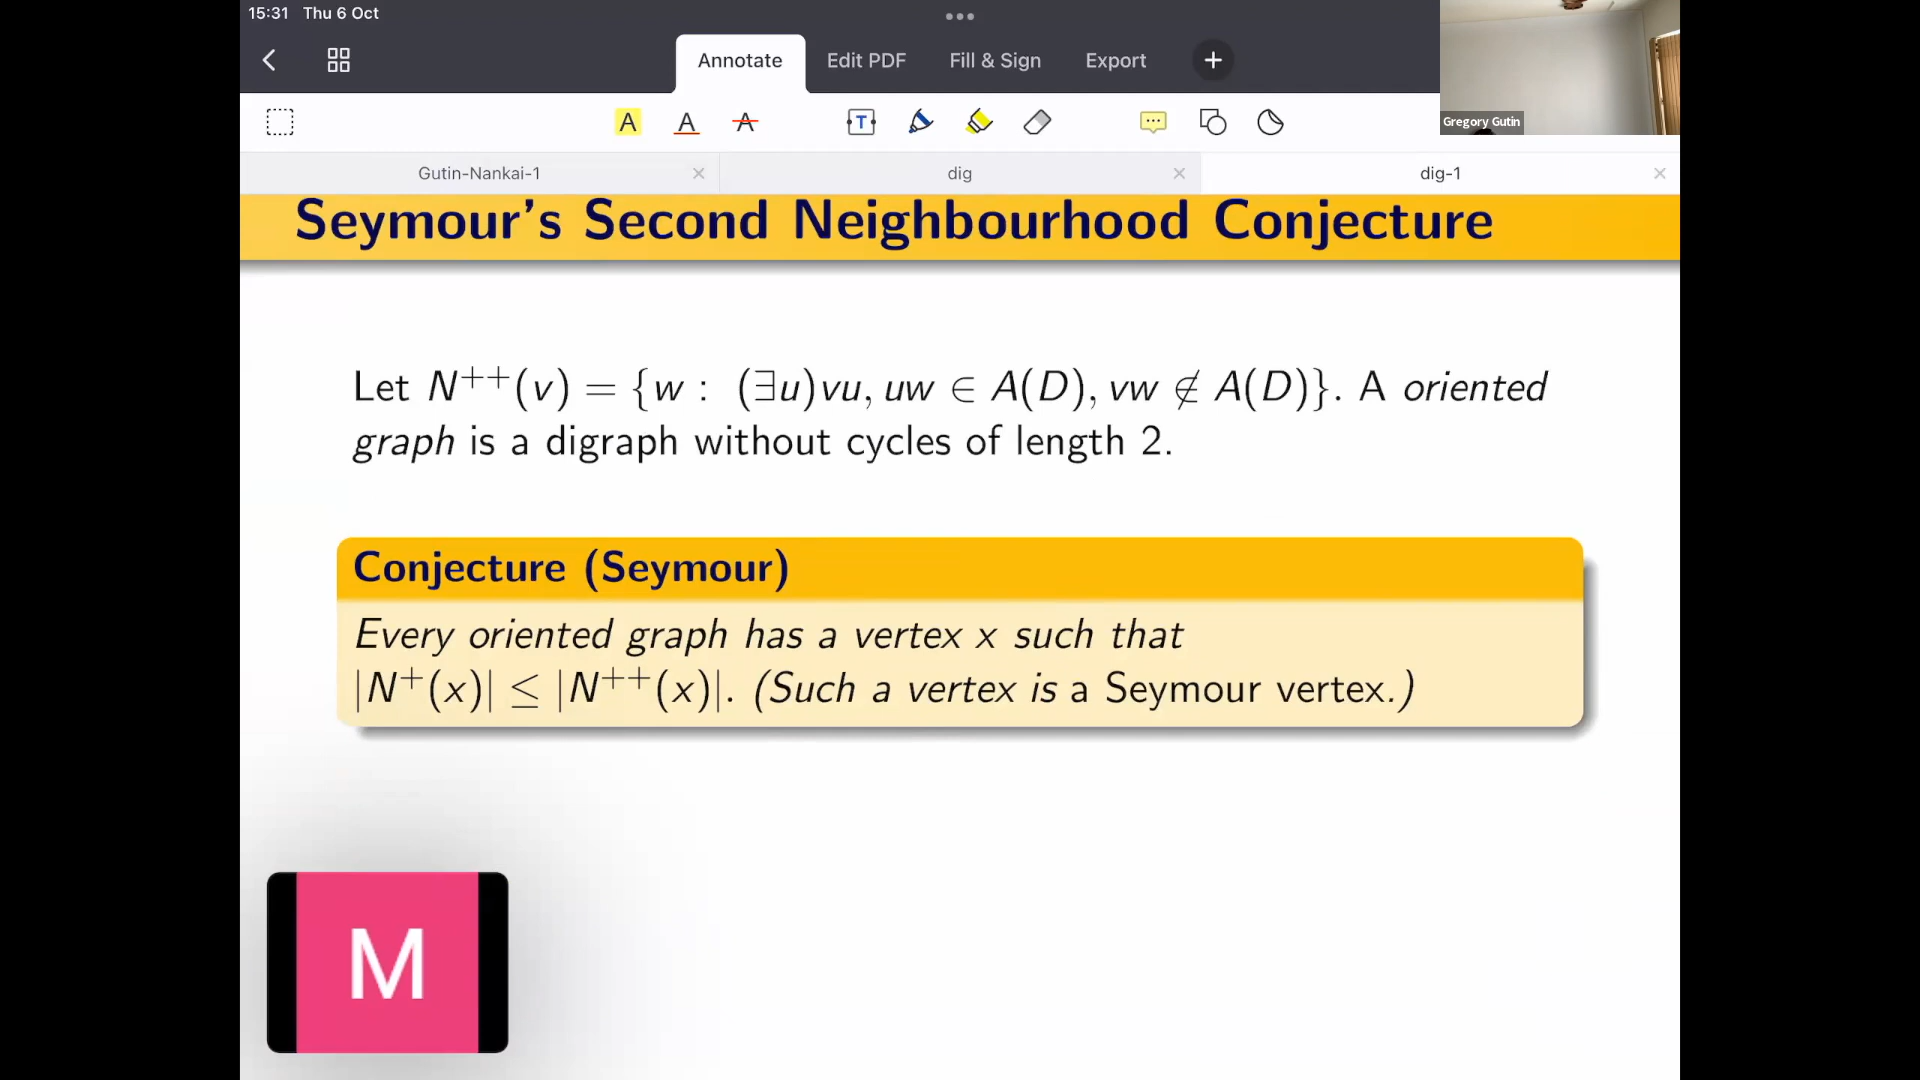 15:31 Thu 6 Oct
Annotate Edit PDF Fill & Sign Export
A A A T
Gregory Gutin
Gutin-Nankai-1 dig dig-1
Seymour's Second Neighbourhood Conjecture
Let N⁺⁺(v) = {w : (∃u)vu, uw ∈ A(D), vw ∉ A(D)}. A oriented
graph is a digraph without cycles of length 2.
Conjecture (Seymour)
Every oriented graph has a vertex x such that
|N⁺(x)| ≤ |N⁺⁺(x)|. (Such a vertex is a Seymour vertex.)
M